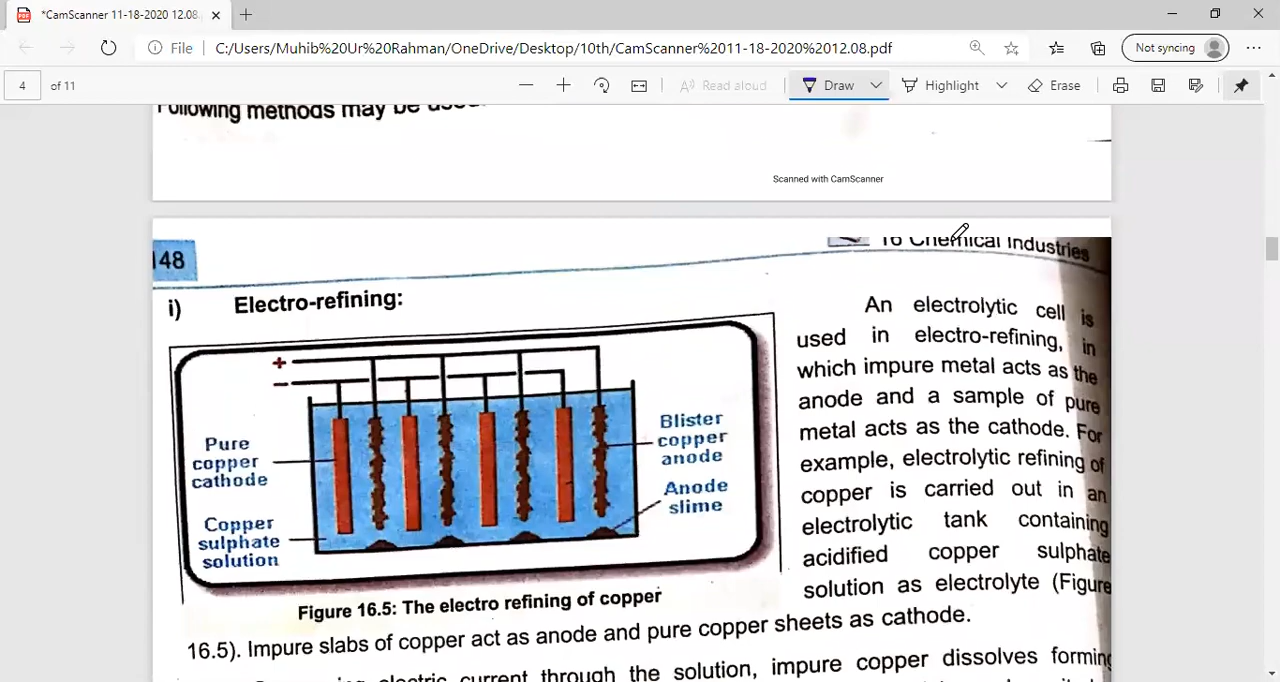 *CamScanner 11-18-2020 12.08
File C:/Users/Muhib%20Ur%20Rahman/OneDrive/Desktop/10th/CamScanner%2011-18-2020%2012.08.pdf
Not syncing
4 of 11
Read aloud
Draw
Highlight
Erase
Following methods may be
Scanned with CamScanner
148
16 Chemical Industries
i) Electro-refining:
+
−
Pure
copper
cathode
Copper
sulphate
solution
Blister
copper
anode
Anode
slime
Figure 16.5: The electro refining of copper
An electrolytic cell is
used in electro-refining, in
which impure metal acts as the
anode and a sample of pure
metal acts as the cathode. For
example, electrolytic refining of
copper is carried out in an
electrolytic tank containing
acidified copper sulphate
solution as electrolyte (Figure
16.5). Impure slabs of copper act as anode and pure copper sheets as cathode.
electric current through the solution, impure copper dissolves forming